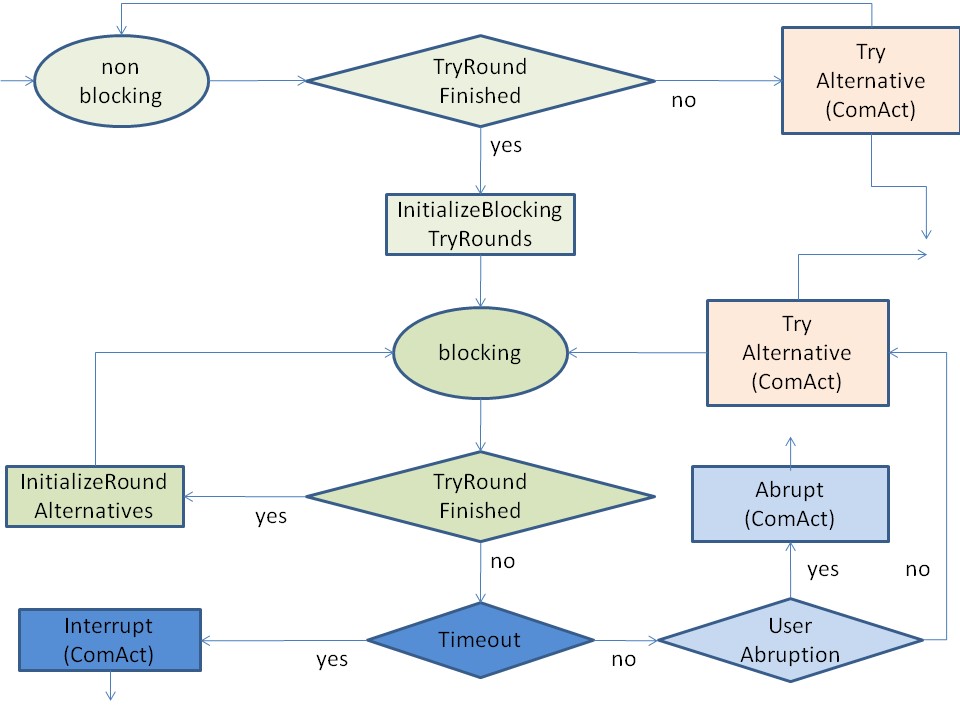 non
blocking
TryRound
Finished
no
Try
Alternative
(ComAct)
yes
InitializeBlocking
TryRounds
blocking
Try
Alternative
(ComAct)
InitializeRound
Alternatives
yes
TryRound
Finished
no
Abrupt
(ComAct)
yes
no
Interrupt
(ComAct)
yes
Timeout
no
User
Abruption